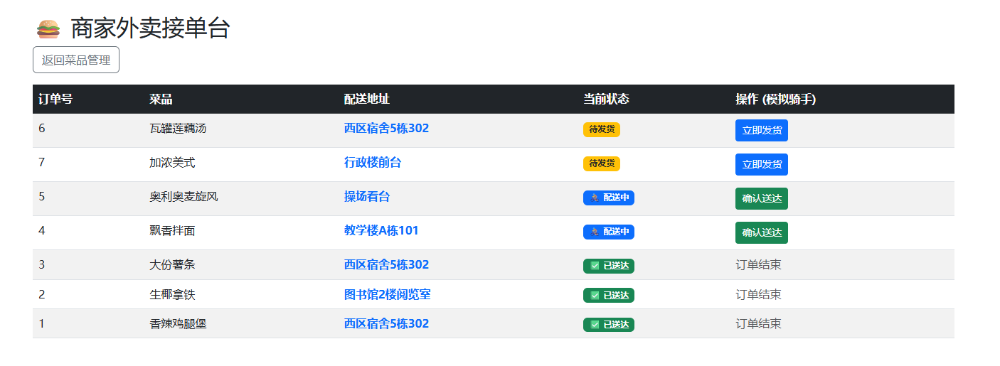 🍔 商家外卖接单台
返回菜品管理
订单号 菜品 配送地址 当前状态 操作 (模拟骑手)
6 瓦罐莲藕汤 西区宿舍5栋302 待发货 立即发货
7 加浓美式 行政楼前台 待发货 立即发货
5 奥利奥麦旋风 操场看台 配送中 确认送达
4 飘香拌面 教学楼A栋101 配送中 确认送达
3 大份薯条 西区宿舍5栋302 ✅ 已送达 订单结束
2 生椰拿铁 图书馆2楼阅览室 ✅ 已送达 订单结束
1 香辣鸡腿堡 西区宿舍5栋302 ✅ 已送达 订单结束